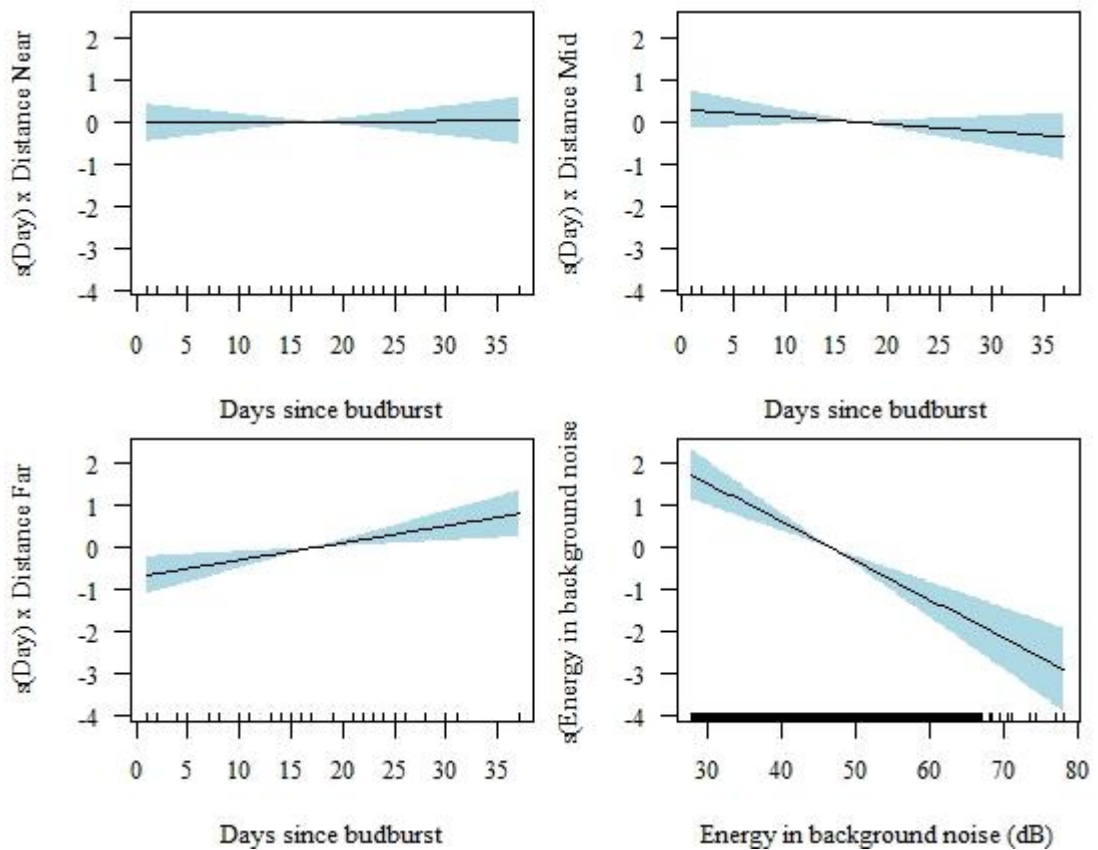 s(Day) x Distance Near
2
1
0
-1
-2
-3
-4
0 5 10 15 20 25 30 35
Days since budburst
s(Day) x Distance Mid
2
1
0
-1
-2
-3
-4
0 5 10 15 20 25 30 35
Days since budburst
s(Day) x Distance Far
2
1
0
-1
-2
-3
-4
0 5 10 15 20 25 30 35
Days since budburst
s(Energy in background noise
2
1
0
-1
-2
-3
-4
30 40 50 60 70 80
Energy in background noise (dB)